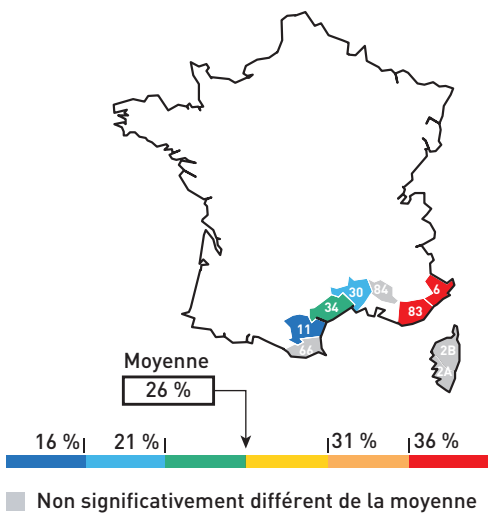 84
6
30
34
83
11
66
2B
2A
Moyenne
26 %
16 % 21 % 31 % 36 %
Non significativement différent de la moyenne